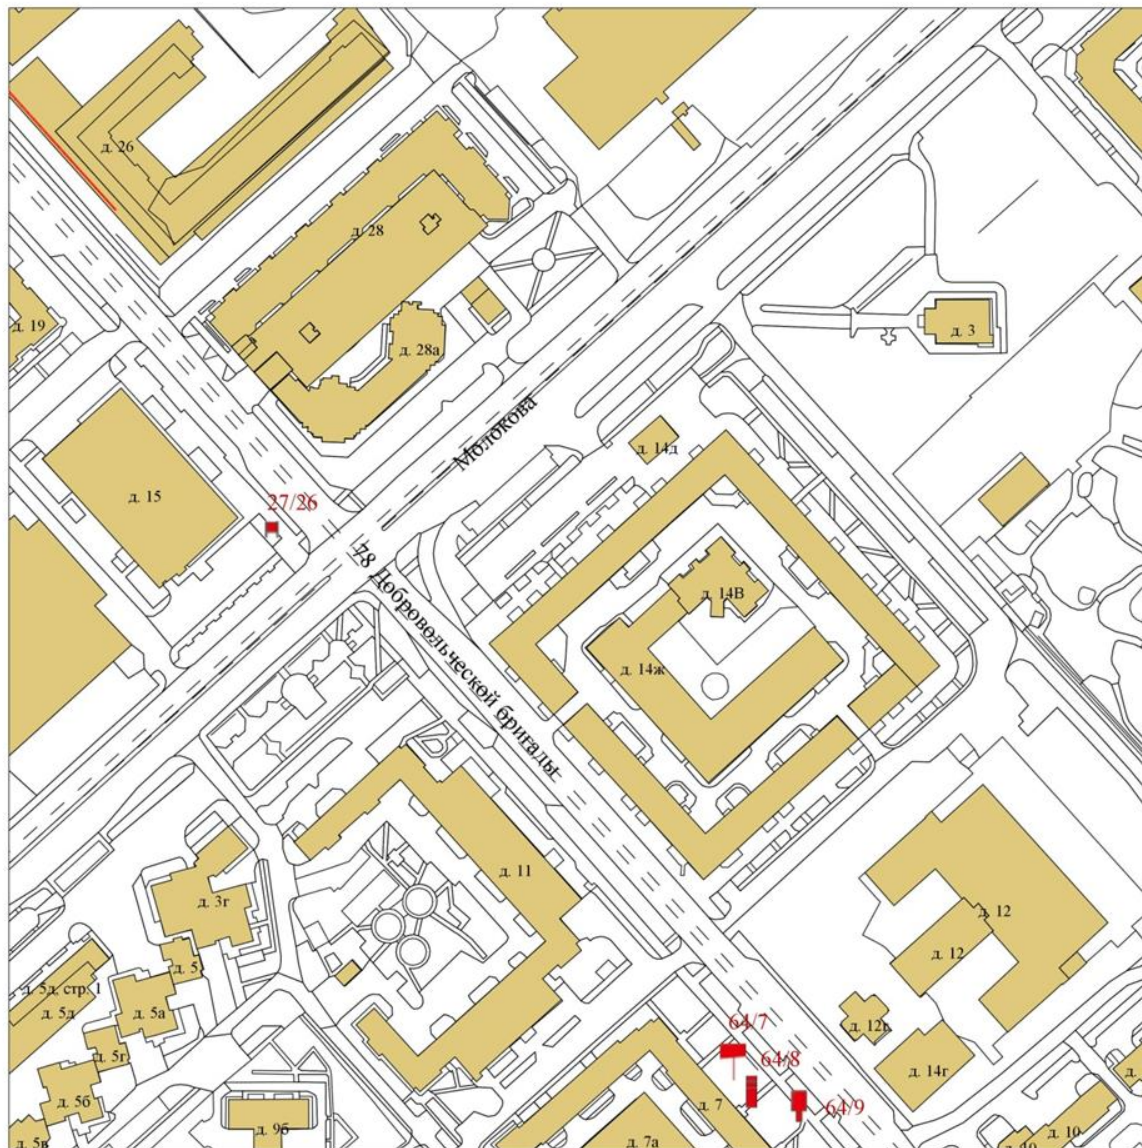 д. 26
д. 28
д. 19
д. 28а
д. 3
Молокова
д. 14д
д. 15
27/26
78 Добровольческой бригады
д. 14В
д. 14ж
д. 11
д. 3г
д. 12
д. 12
д. 5
д. 5д, стр. 1
д. 5д
д. 5а
д. 12г
64/7
д. 5г
64/8
д. 14г
д. 5б
д. 7
64/9
д. 9б
д. 7а
д. 10
д. 5в